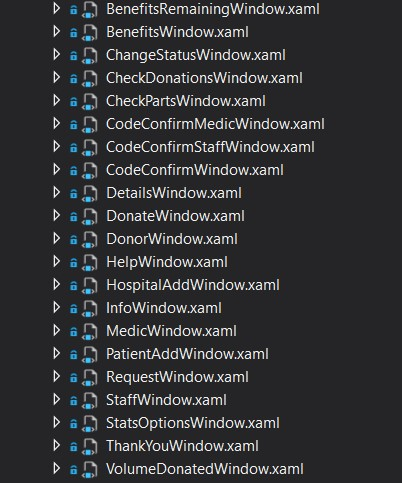 BenefitsRemainingWindow.xaml
BenefitsWindow.xaml
ChangeStatusWindow.xaml
CheckDonationsWindow.xaml
CheckPartsWindow.xaml
CodeConfirmMedicWindow.xaml
CodeConfirmStaffWindow.xaml
CodeConfirmWindow.xaml
DetailsWindow.xaml
DonateWindow.xaml
DonorWindow.xaml
HelpWindow.xaml
HospitalAddWindow.xaml
InfoWindow.xaml
MedicWindow.xaml
PatientAddWindow.xaml
RequestWindow.xaml
StaffWindow.xaml
StatsOptionsWindow.xaml
ThankYouWindow.xaml
VolumeDonatedWindow.xaml